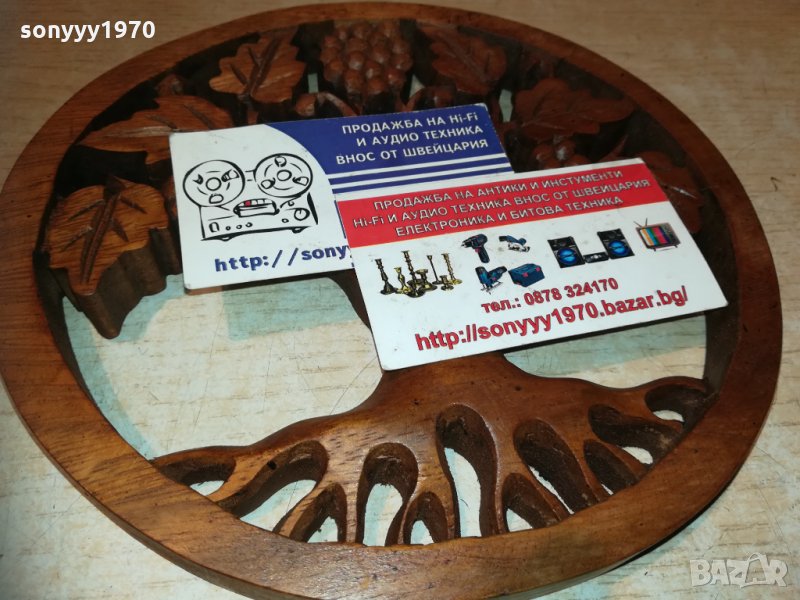 sonyyy1970
ПРОДАЖБА НА Hi-Fi
И АУДИО ТЕХНИКА
ВНОС ОТ ШВЕЙЦАРИЯ
http://sony
ПРОДАЖБА НА АНТИКИ И ИНСТУМЕНТИ
Hi-Fi И АУДИО ТЕХНИКА ВНОС ОТ ШВЕЙЦАРИЯ
ЕЛЕКТРОНИКА И БИТОВА ТЕХНИКА
тел.: 0878 324170
http://sonyyy1970.bazar.bg/
BAZAR